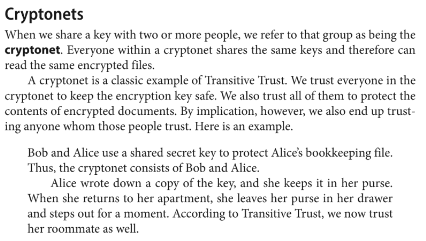 Cryptonets
When we share a key with two or more people, we refer to that group as being the
cryptonet. Everyone within a cryptonet shares the same keys and therefore can
read the same encrypted files.
A cryptonet is a classic example of Transitive Trust. We trust everyone in the
cryptonet to keep the encryption key safe. We also trust all of them to protect the
contents of encrypted documents. By implication, however, we also end up trust-
ing anyone whom those people trust. Here is an example.
Bob and Alice use a shared secret key to protect Alice's bookkeeping file.
Thus, the cryptonet consists of Bob and Alice.
Alice wrote down a copy of the key, and she keeps it in her purse.
When she returns to her apartment, she leaves her purse in her drawer
and steps out for a moment. According to Transitive Trust, we now trust
her roommate as well.